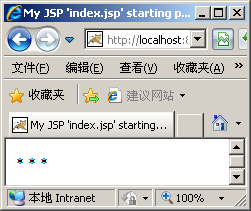 My JSP 'index.jsp' starting p...
http://localhost:8
文件(F) 编辑(E) 查看(V) 收藏夹(A) »
收藏夹 建议网站 »
My JSP 'index.jsp' starting...
* * *
本地 Intranet 100%